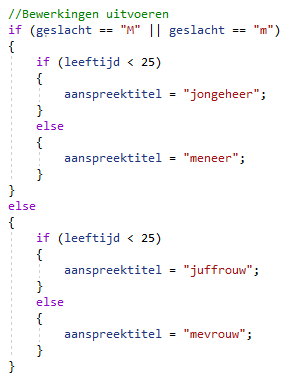 //Bewerkingen uitvoeren
if (geslacht == "M" || geslacht == "m")
{
    if (leeftijd < 25)
    {
        aanspreektitel = "jongeheer";
    }
    else
    {
        aanspreektitel = "meneer";
    }
}
else
{
    if (leeftijd < 25)
    {
        aanspreektitel = "juffrouw";
    }
    else
    {
        aanspreektitel = "mevrouw";
    }
}